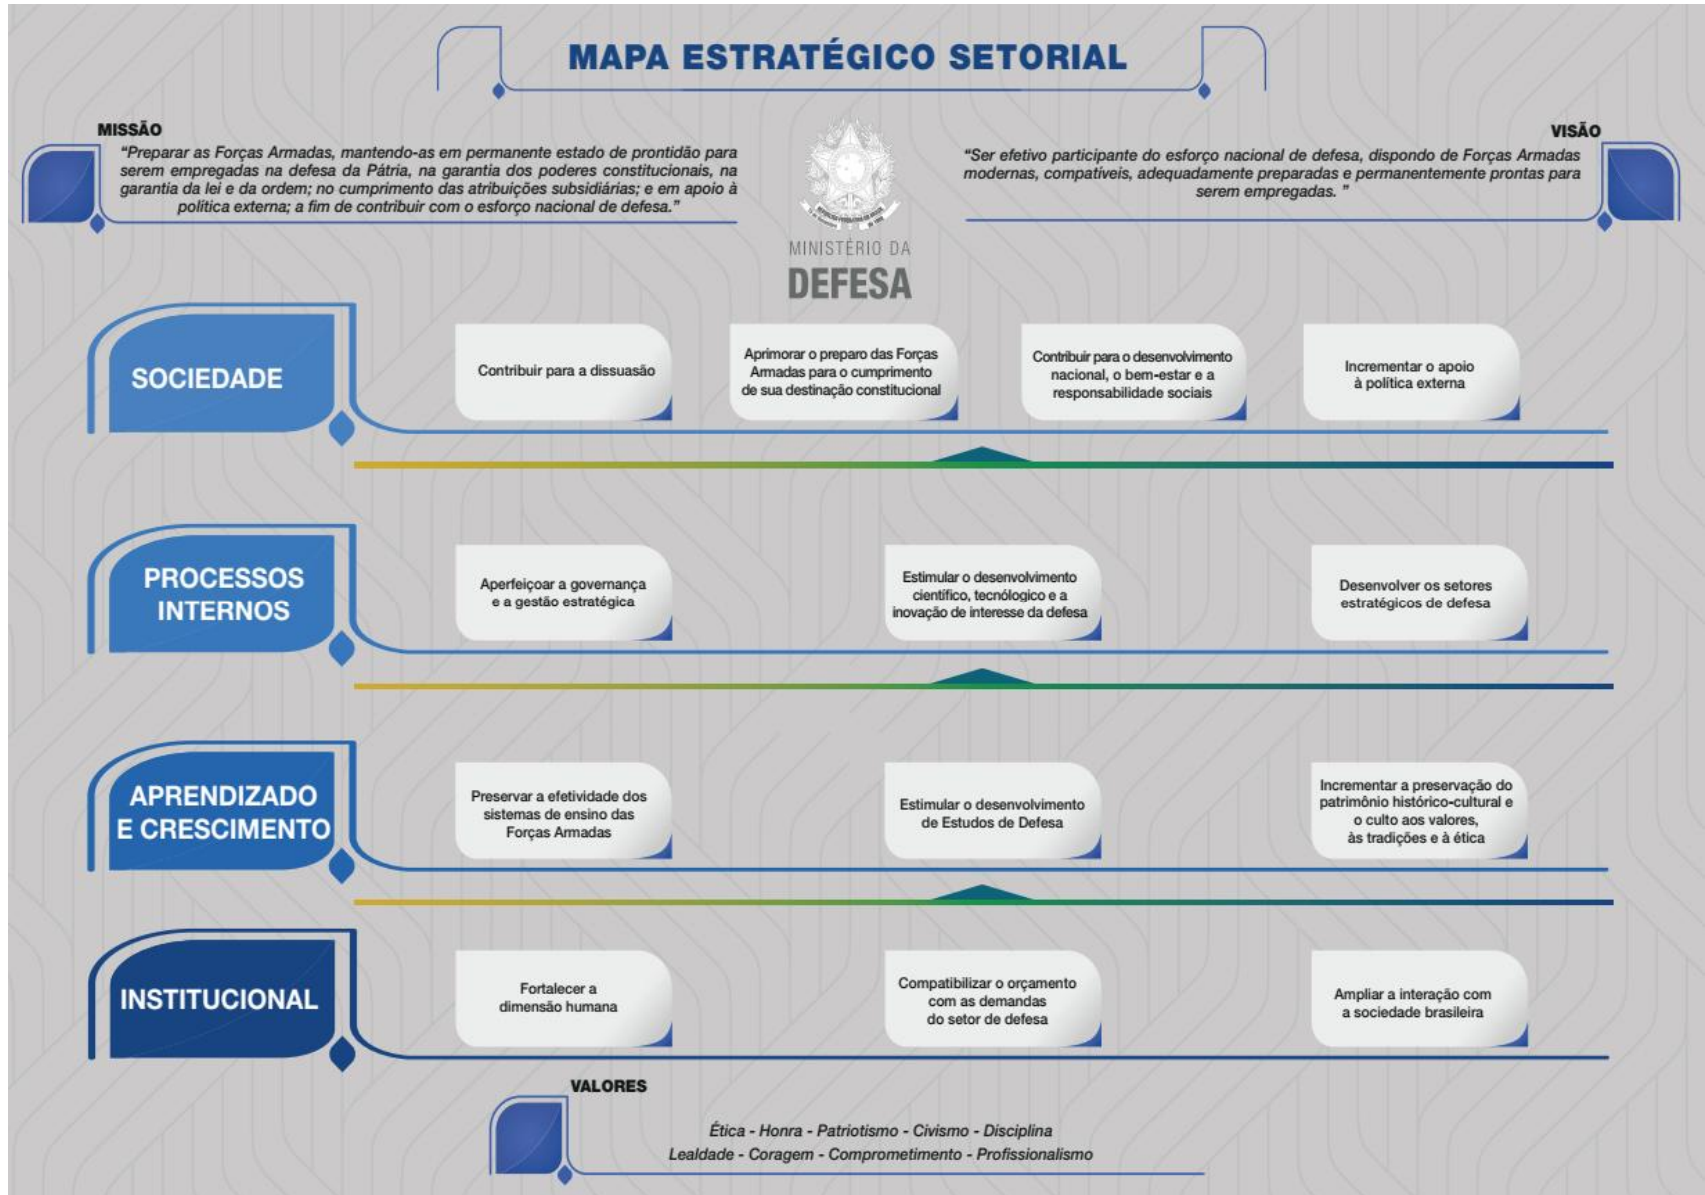 MAPA ESTRATÉGICO SETORIAL
MISSÃO
“Preparar as Forças Armadas, mantendo-as em permanente estado de prontidão para
serem empregadas na defesa da Pátria, na garantia dos poderes constitucionais, na
garantia da lei e da ordem; no cumprimento das atribuições subsidiárias; e em apoio à
política externa; a fim de contribuir com o esforço nacional de defesa.”
MINISTÉRIO DA
DEFESA
VISÃO
“Ser efetivo participante do esforço nacional de defesa, dispondo de Forças Armadas
modernas, compatíveis, adequadamente preparadas e permanentemente prontas para
serem empregadas. ”
SOCIEDADE
Contribuir para a dissuasão
Aprimorar o preparo das Forças
Armadas para o cumprimento
de sua destinação constitucional
Contribuir para o desenvolvimento
nacional, o bem-estar e a
responsabilidade sociais
Incrementar o apoio
à política externa
PROCESSOS
INTERNOS
Aperfeiçoar a governança
e a gestão estratégica
Estimular o desenvolvimento
científico, tecnólogico e a
inovação de interesse da defesa
Desenvolver os setores
estratégicos de defesa
APRENDIZADO
E CRESCIMENTO
Preservar a efetividade dos
sistemas de ensino das
Forças Armadas
Estimular o desenvolvimento
de Estudos de Defesa
Incrementar a preservação do
patrimônio histórico-cultural e
o culto aos valores,
às tradições e à ética
INSTITUCIONAL
Fortalecer a
dimensão humana
Compatibilizar o orçamento
com as demandas
do setor de defesa
Ampliar a interação com
a sociedade brasileira
VALORES
Ética - Honra - Patriotismo - Civismo - Disciplina
Lealdade - Coragem - Comprometimento - Profissionalismo